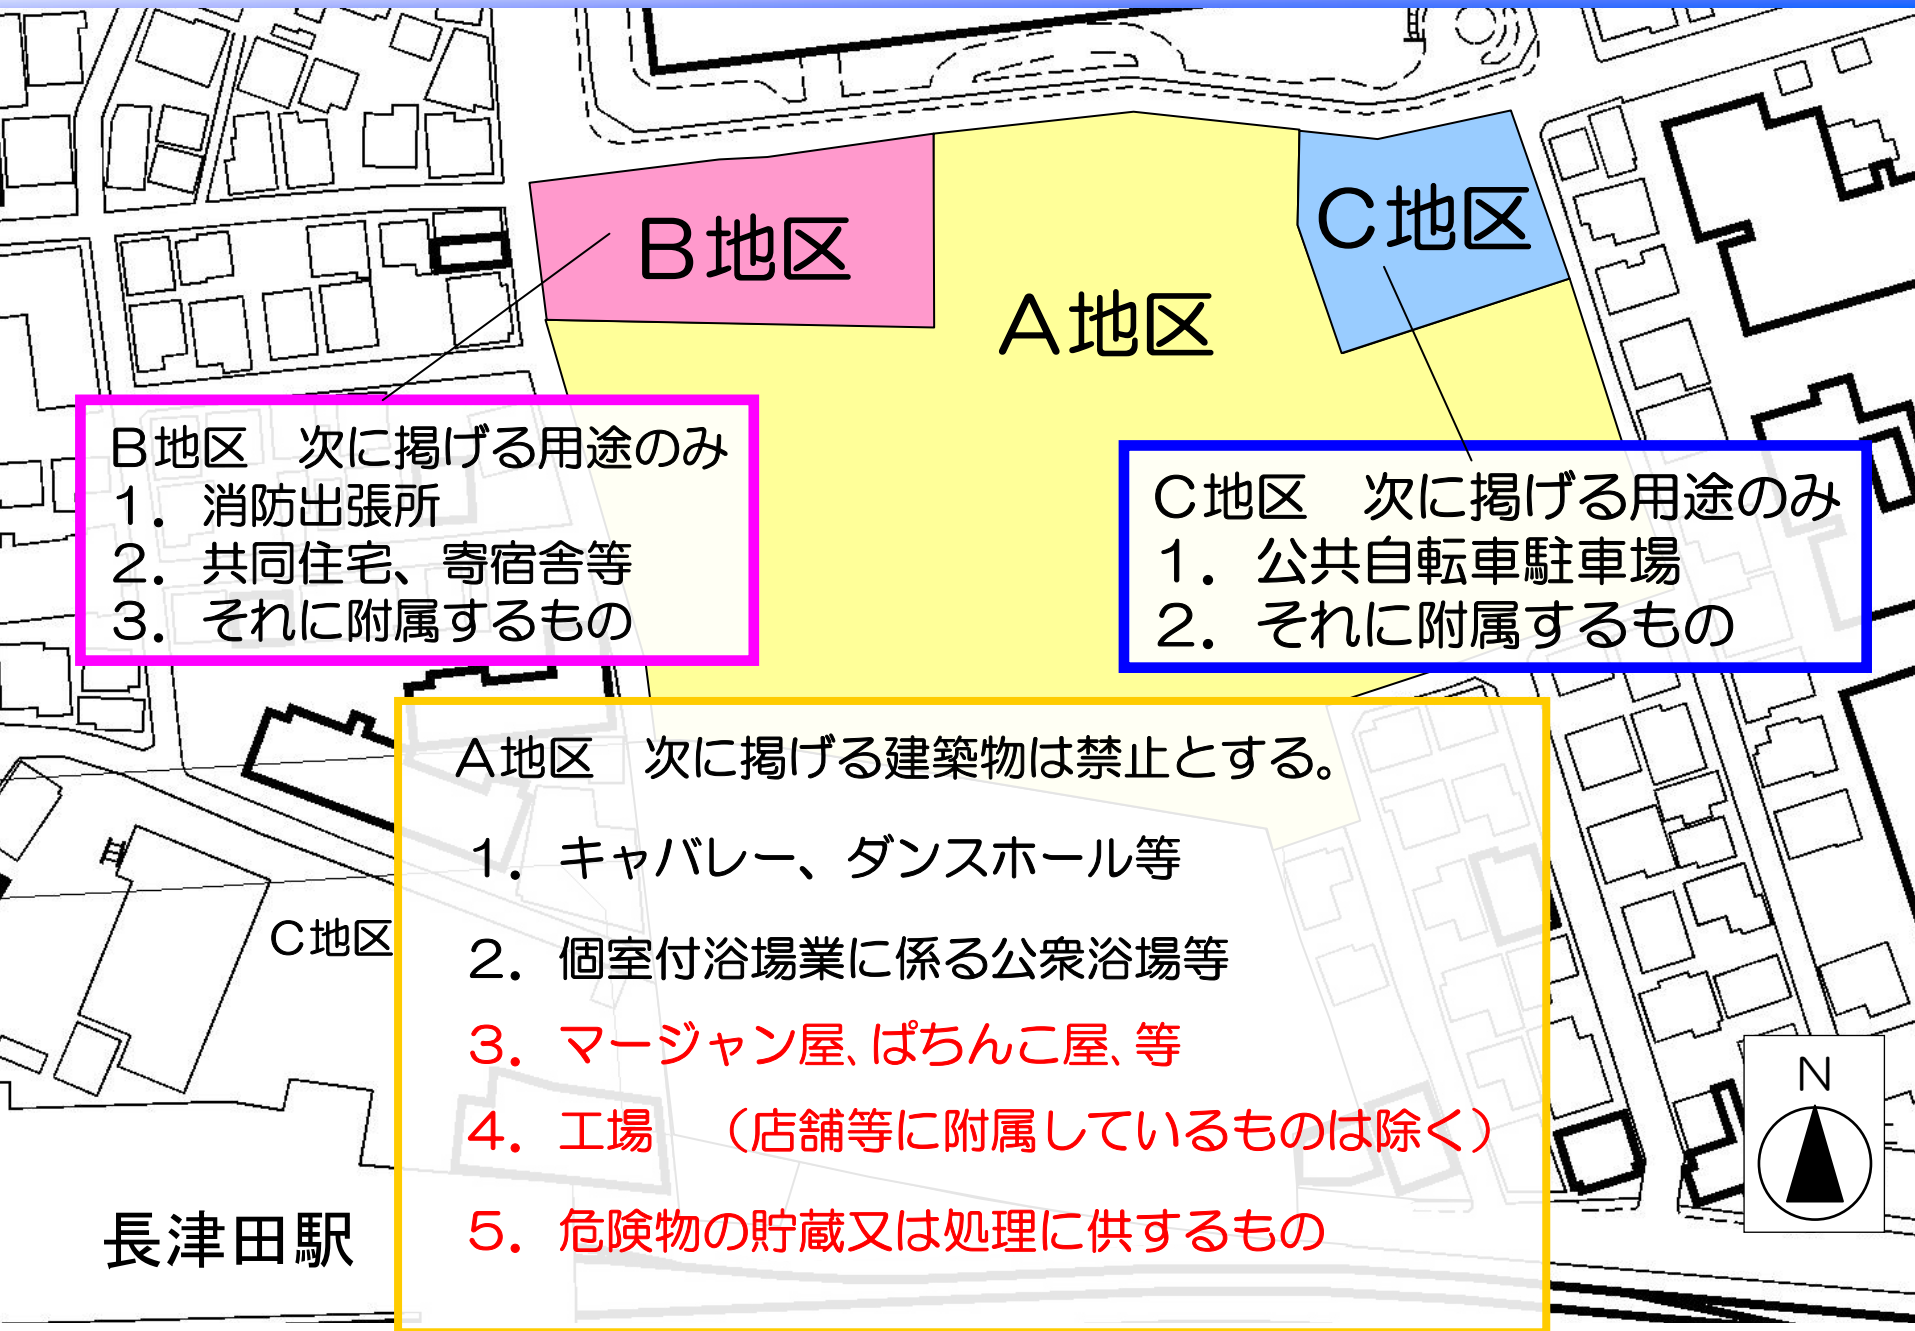 B地区
C地区
A地区
B地区　次に掲げる用途のみ
1．消防出張所
2．共同住宅、寄宿舎等
3．それに附属するもの
C地区　次に掲げる用途のみ
1．公共自転車駐車場
2．それに附属するもの
A地区　次に掲げる建築物は禁止とする。
1．キャバレー、ダンスホール等
2．個室付浴場業に係る公衆浴場等
3．マージャン屋、ぱちんこ屋、等
4．工場　（店舗等に附属しているものは除く）
5．危険物の貯蔵又は処理に供するもの
C地区
長津田駅
N